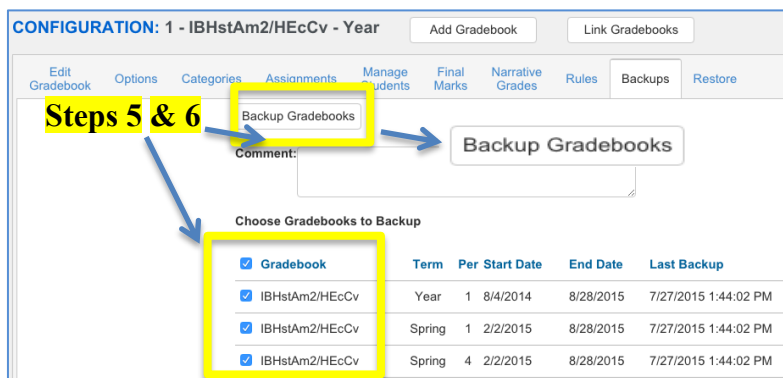 CONFIGURATION: 1 - IBHstAm2/HEcCv - Year Add Gradebook Link Gradebooks
Edit Gradebook Options Categories Assignments Manage Students Final Marks Narrative Grades Rules Backups Restore
Steps 5 & 6 Backup Gradebooks
Backup Gradebooks
Comment:
Choose Gradebooks to Backup
Gradebook Term Per Start Date End Date Last Backup
IBHstAm2/HEcCv Year 1 8/4/2014 8/28/2015 7/27/2015 1:44:02 PM
IBHstAm2/HEcCv Spring 1 2/2/2015 8/28/2015 7/27/2015 1:44:02 PM
IBHstAm2/HEcCv Spring 4 2/2/2015 8/28/2015 7/27/2015 1:44:02 PM